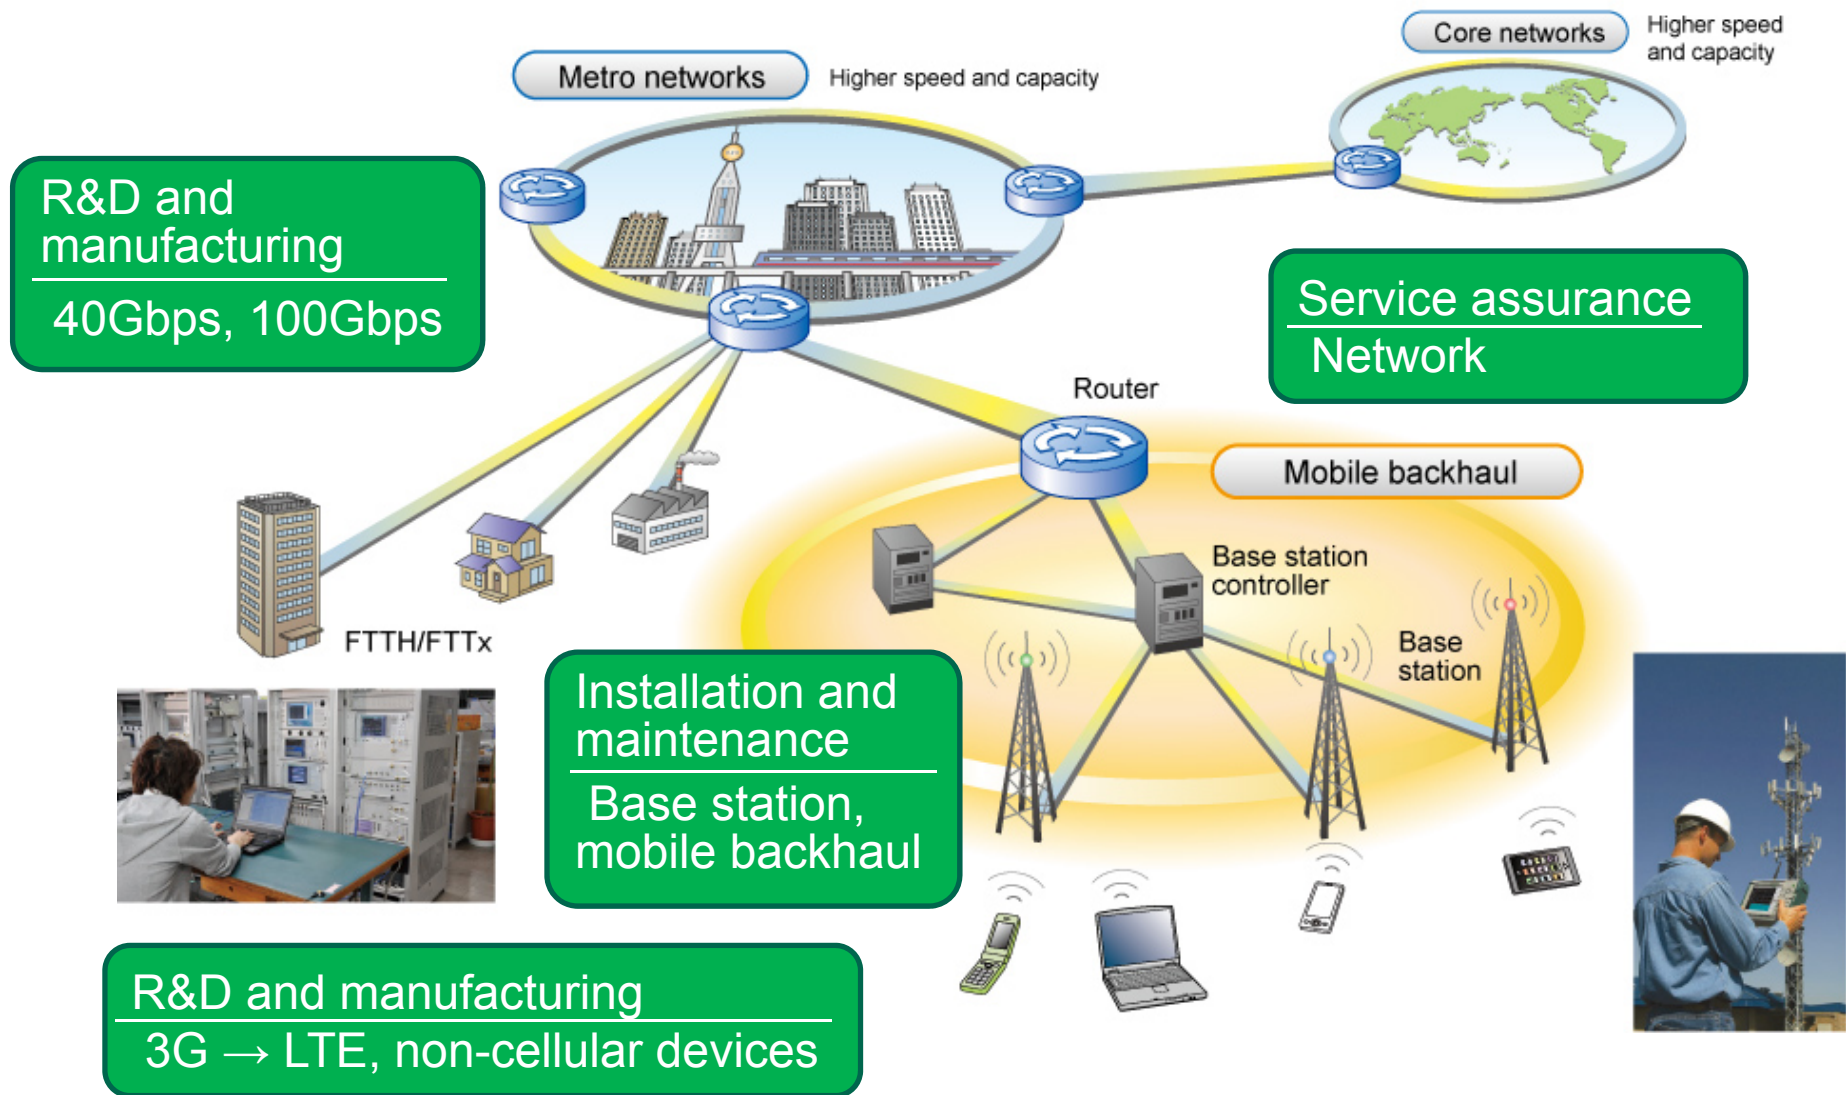 Core networks
Higher speed
and capacity
Metro networks
Higher speed and capacity
R&D and
manufacturing
40Gbps, 100Gbps
Service assurance
Network
Router
Mobile backhaul
Base station
controller
Base
station
FTTH/FTTx
Installation and
maintenance
Base station,
mobile backhaul
R&D and manufacturing
3G → LTE, non-cellular devices